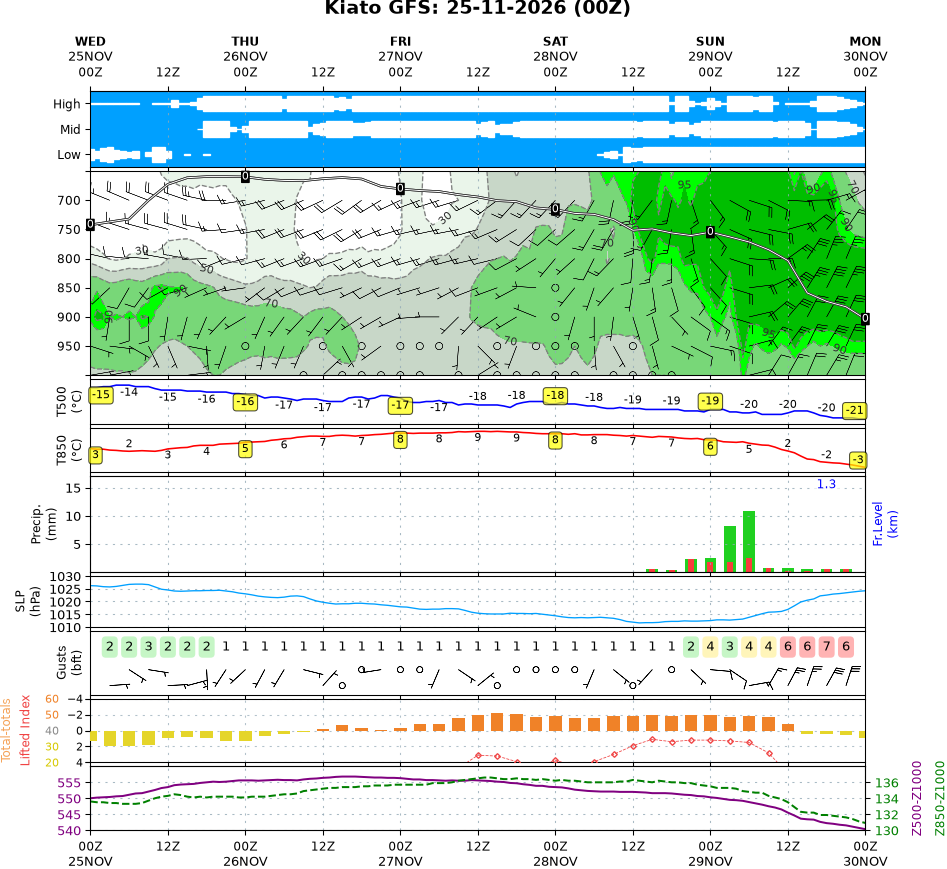 Kiato GFS: 25-11-2026 (00Z)
WED THU FRI SAT SUN MON
25NOV 26NOV 27NOV 28NOV 29NOV 30NOV
00Z 12Z 00Z 12Z 00Z 12Z 00Z 12Z 00Z 12Z 00Z
High
Mid
Low
700
750
800
850
900
950
0 0 0 0 0 0
30 50 70 90 90 30 30 70 70 95 90 70 90 95 90
T500
(°C)
-15 -14 -15 -16 -16 -17 -17 -17 -17 -17 -18 -18 -18 -18 -19 -19 -19 -20 -20 -20 -21
T850
(°C)
3 2 3 4 5 6 7 7 8 8 9 9 8 8 7 7 6 5 2 -2 -3
Precip.
(mm)
15
10
5
1.3
Fr.Level
(km)
SLP
(hPa)
1030
1025
1020
1015
1010
Gusts
(bft)
2 2 3 2 2 2 1 1 1 1 1 1 1 1 1 1 1 1 1 1 1 1 1 1 1 1 1 1 1 1 2 4 3 4 4 6 6 7 6
Total-totals
Lifted Index
60 -4
50 -2
40 0
30 2
20 4
555
550
545
540
136
134
132
130
Z500-Z1000
Z850-Z1000
00Z 12Z 00Z 12Z 00Z 12Z 00Z 12Z 00Z 12Z 00Z
25NOV 26NOV 27NOV 28NOV 29NOV 30NOV